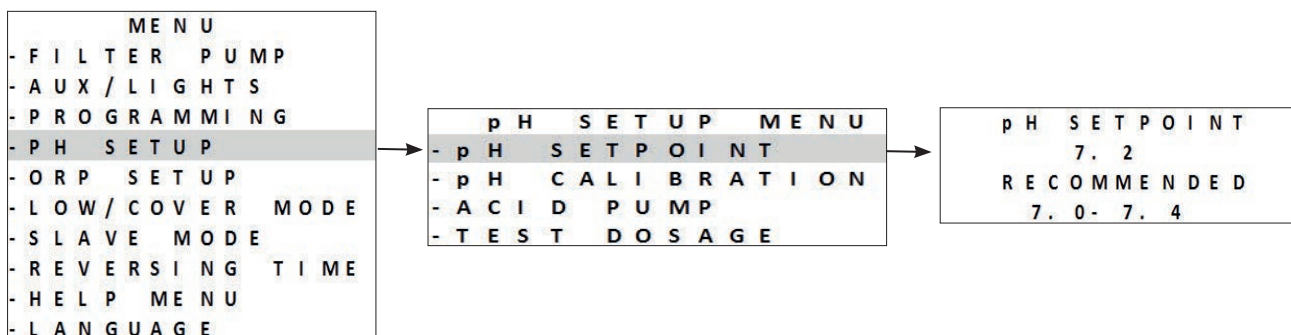 MENU
- FILTER PUMP
- AUX/LIGHTS
- PROGRAMMING
- PH SETUP
- ORP SETUP
- LOW/COVER MODE
- SLAVE MODE
- REVERSING TIME
- HELP MENU
- LANGUAGE
pH SETUP MENU
- pH SETPOINT
- pH CALIBRATION
- ACID PUMP
- TEST DOSAGE
pH SETPOINT
7.2
RECOMMENDED
7.0-7.4